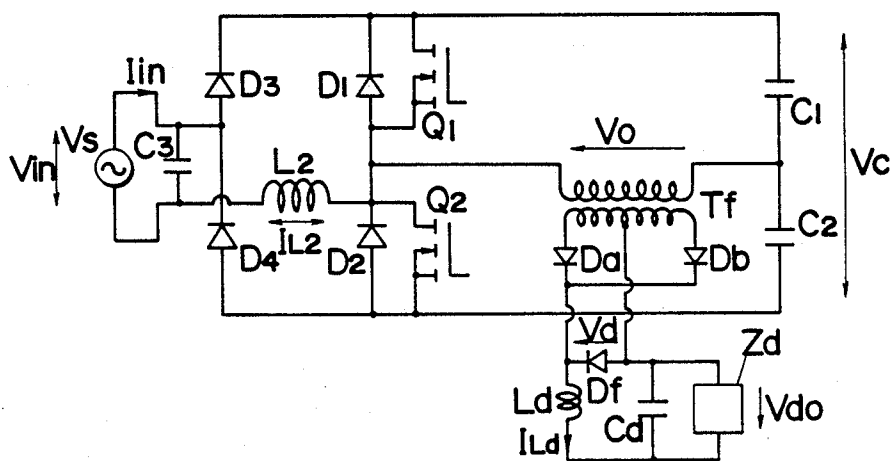 Iin
D3
D1
Q1
C1
Vs
Vin
C3
L2
IL2
D4
D2
Q2
Vo
Tf
Vc
C2
Da
Db
Vd
Df
Zd
Ld
ILd
Cd
Vdo